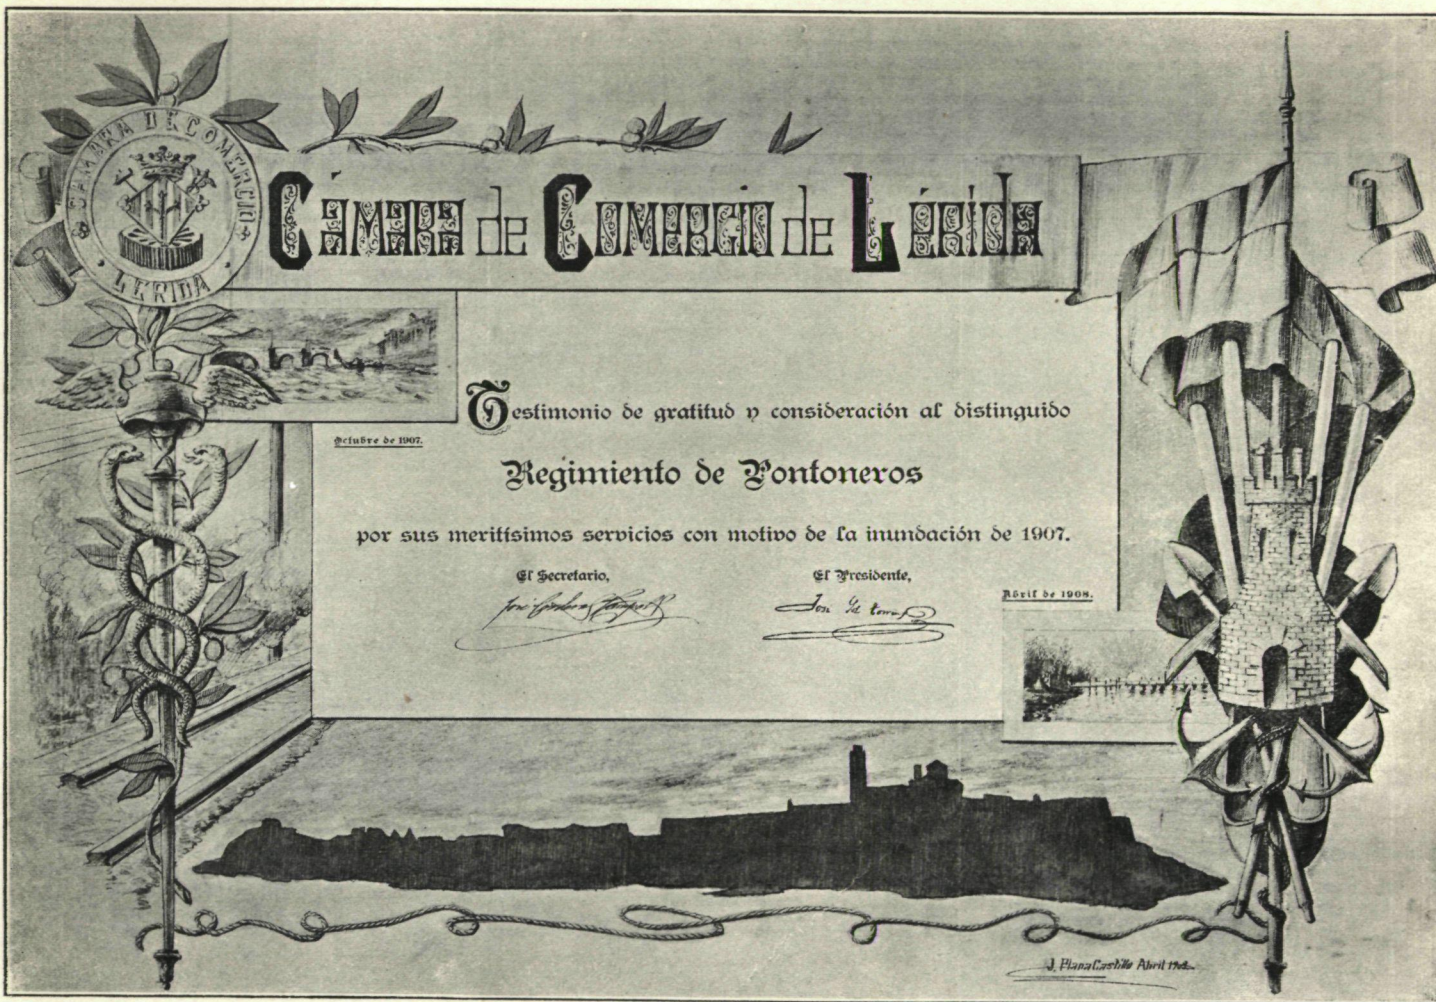 CÁMARA DE COMERCIO
LÉRIDA
Cámara de Comercio de Lérida
Octubre de 1907.
Testimonio de gratitud y consideración al distinguido
Regimiento de Pontoneros
por sus meritísimos servicios con motivo de la inundación de 1907.
El Secretario,
El Presidente,
Abril de 1908.
J. Plana Castillo Abril